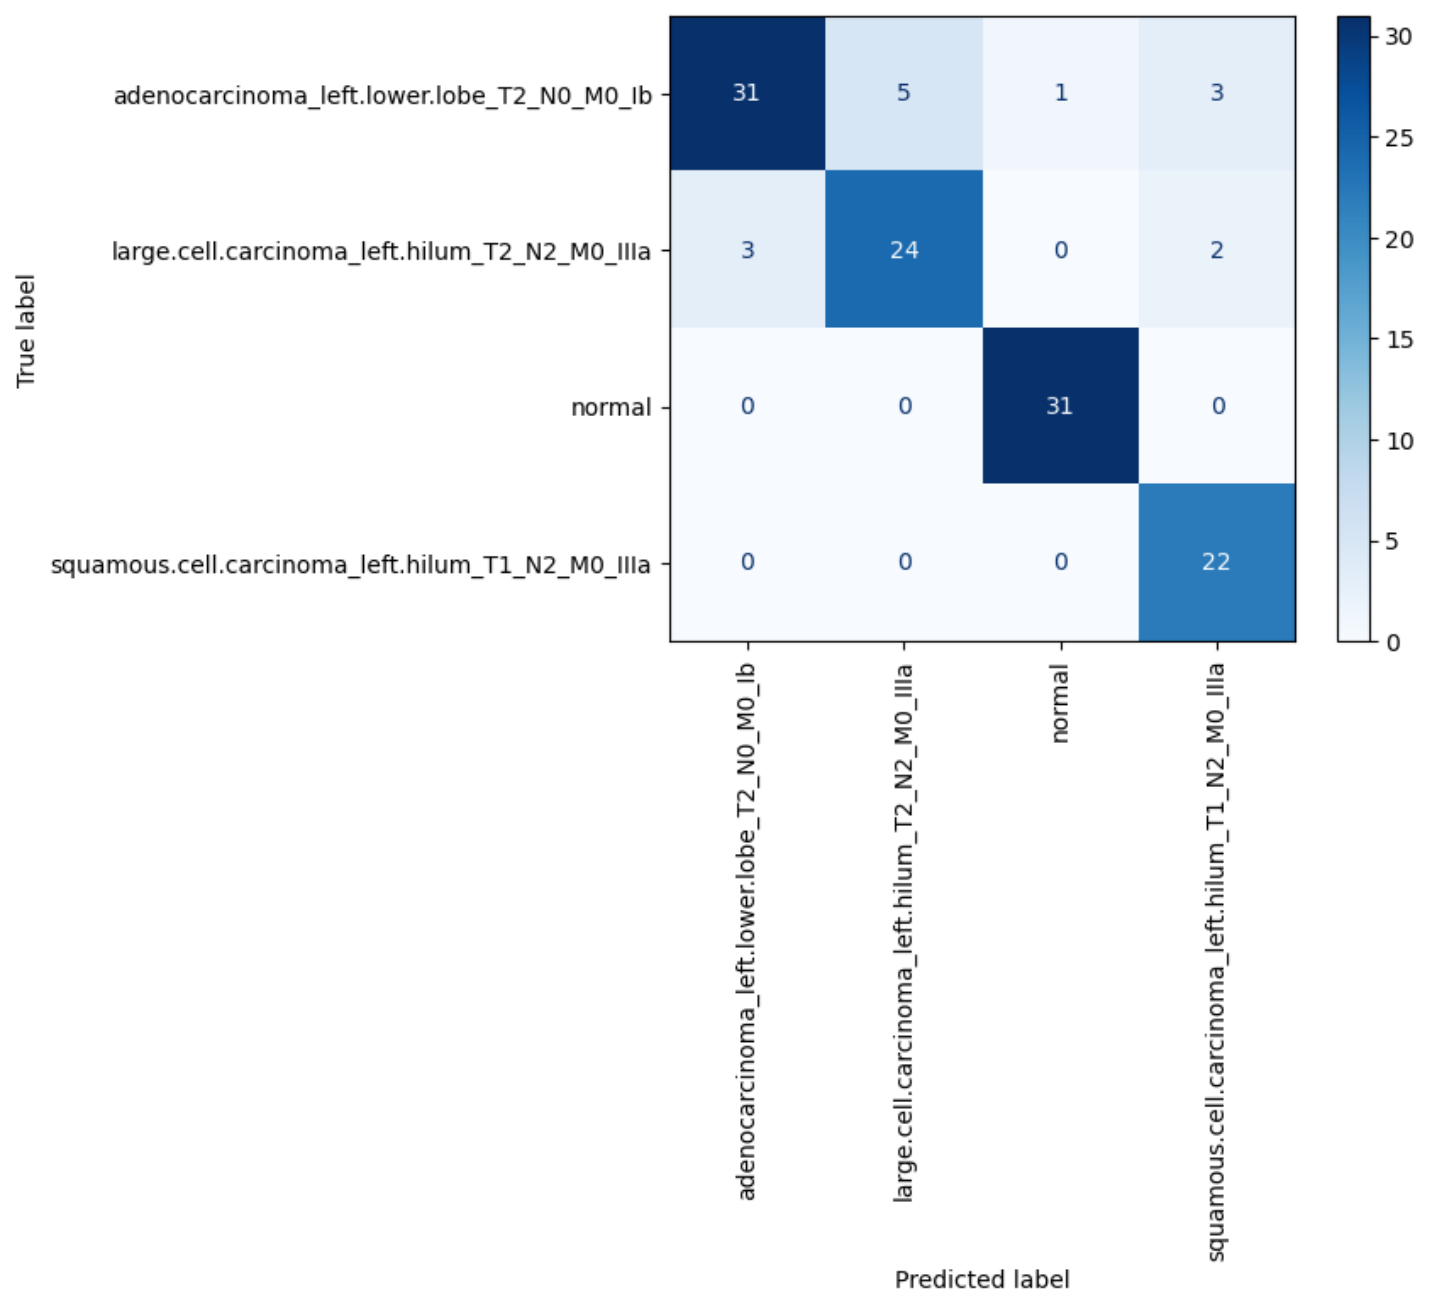 adenocarcinoma_left.lower.lobe_T2_N0_M0_Ib
31 5 1 3
large.cell.carcinoma_left.hilum_T2_N2_M0_IIIa
3 24 0 2
normal
0 0 31 0
squamous.cell.carcinoma_left.hilum_T1_N2_M0_IIIa
0 0 0 22
True label
30
25
20
15
10
5
0
adenocarcinoma_left.lower.lobe_T2_N0_M0_Ib
large.cell.carcinoma_left.hilum_T2_N2_M0_IIIa
normal
squamous.cell.carcinoma_left.hilum_T1_N2_M0_IIIa
Predicted label